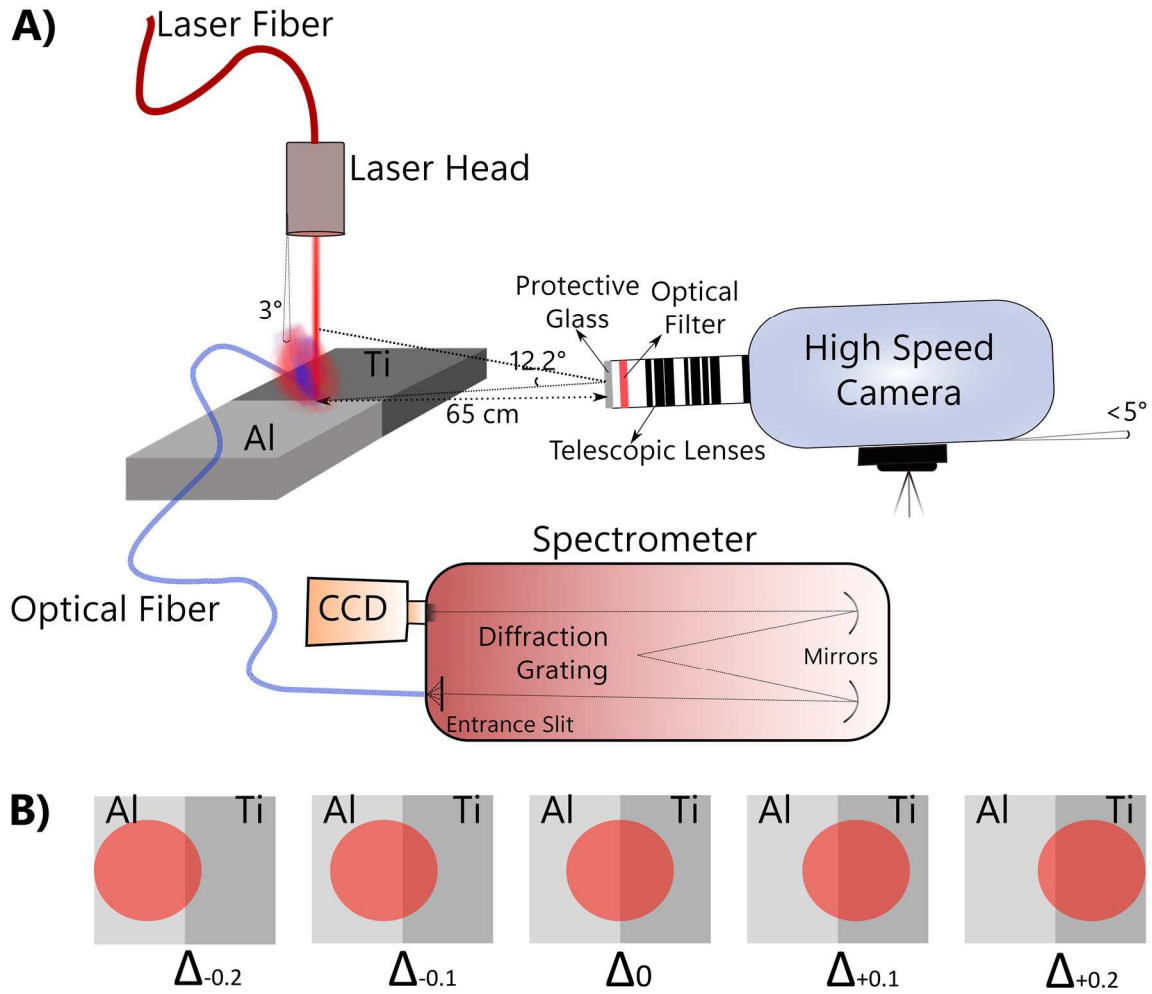 A)
Laser Fiber
Laser Head
3°
Protective
Glass
Optical
Filter
High Speed
Camera
Ti
12.2°
65 cm
<5°
Al
Telescopic Lenses
Spectrometer
Optical Fiber
CCD
Diffraction
Grating
Mirrors
Entrance Slit
B)
Al Ti
Al Ti
Al Ti
Al Ti
Al Ti
Δ-0.2
Δ-0.1
Δ0
Δ+0.1
Δ+0.2